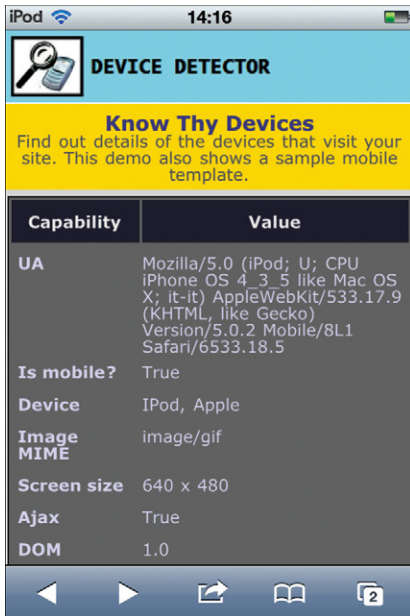 iPod 14:16
DEVICE DETECTOR
Know Thy Devices
Find out details of the devices that visit your
site. This demo also shows a sample mobile
template.
Capability Value
UA Mozilla/5.0 (iPod; U; CPU
iPhone OS 4_3_5 like Mac OS
X; it-it) AppleWebKit/533.17.9
(KHTML, like Gecko)
Version/5.0.2 Mobile/8L1
Safari/6533.18.5
Is mobile? True
Device IPod, Apple
Image image/gif
MIME
Screen size 640 x 480
Ajax True
DOM 1.0
2